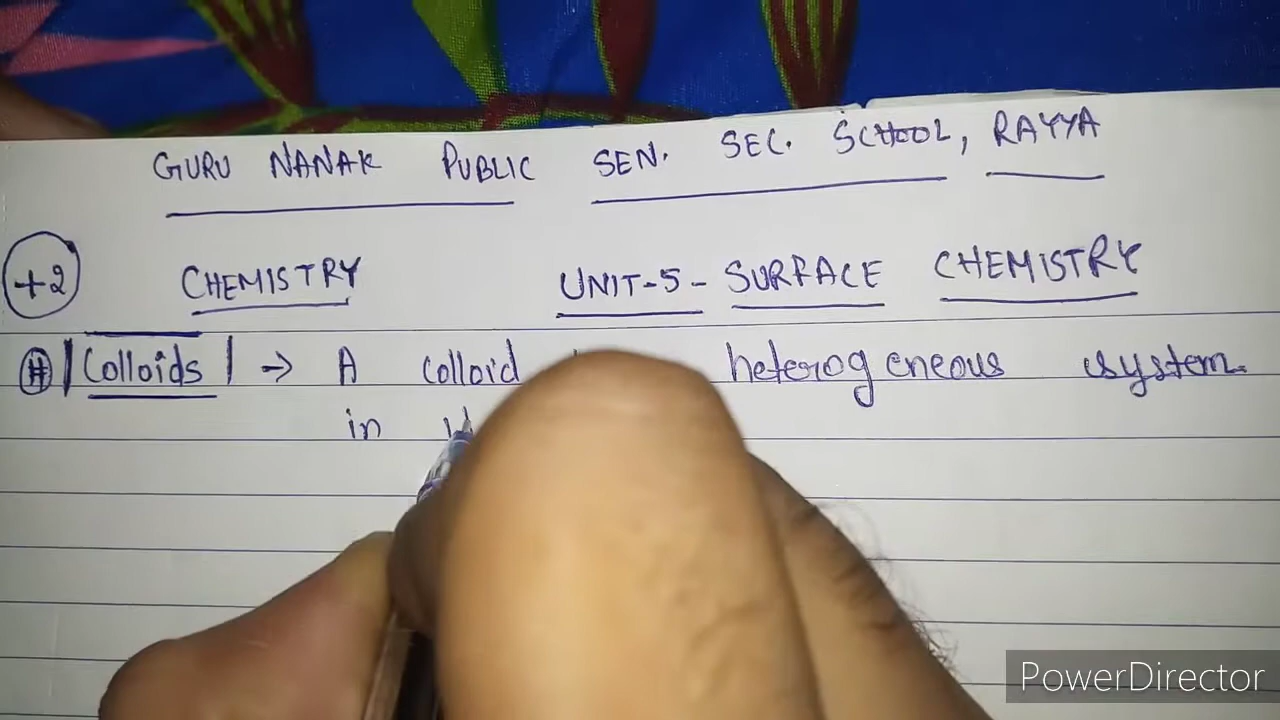 GURU NANAK PUBLIC SEN. SEC. SCHOOL, RAYYA
+2 CHEMISTRY UNIT-5- SURFACE CHEMISTRY
# Colloids → A colloid heterogeneous system.
in
PowerDirector